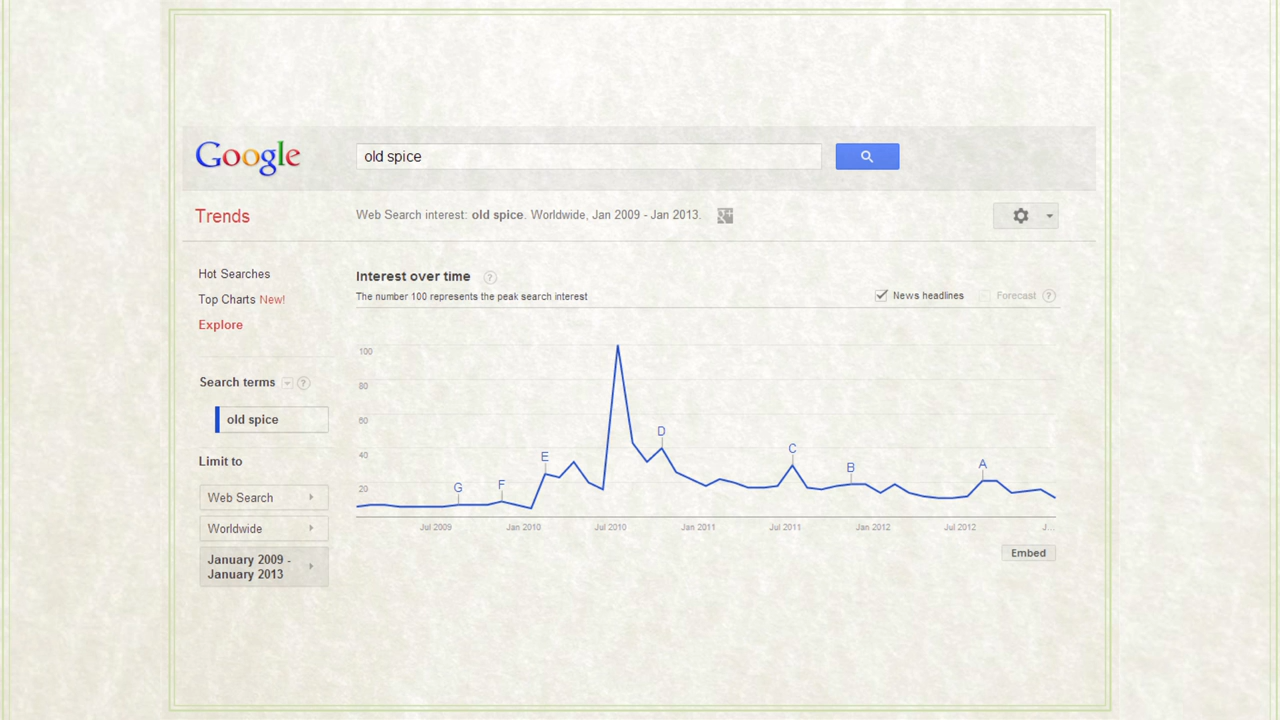 Google
old spice
Trends
Web Search interest: old spice. Worldwide, Jan 2009 - Jan 2013.
Hot Searches
Top Charts New!
Explore
Search terms ?
old spice
Limit to
Web Search
Worldwide
January 2009 -
January 2013
Interest over time ?
The number 100 represents the peak search interest
News headlines
Forecast ?
100
80
60
40
20
G
F
E
D
C
B
A
Jul 2009
Jan 2010
Jul 2010
Jan 2011
Jul 2011
Jan 2012
Jul 2012
J...
Embed